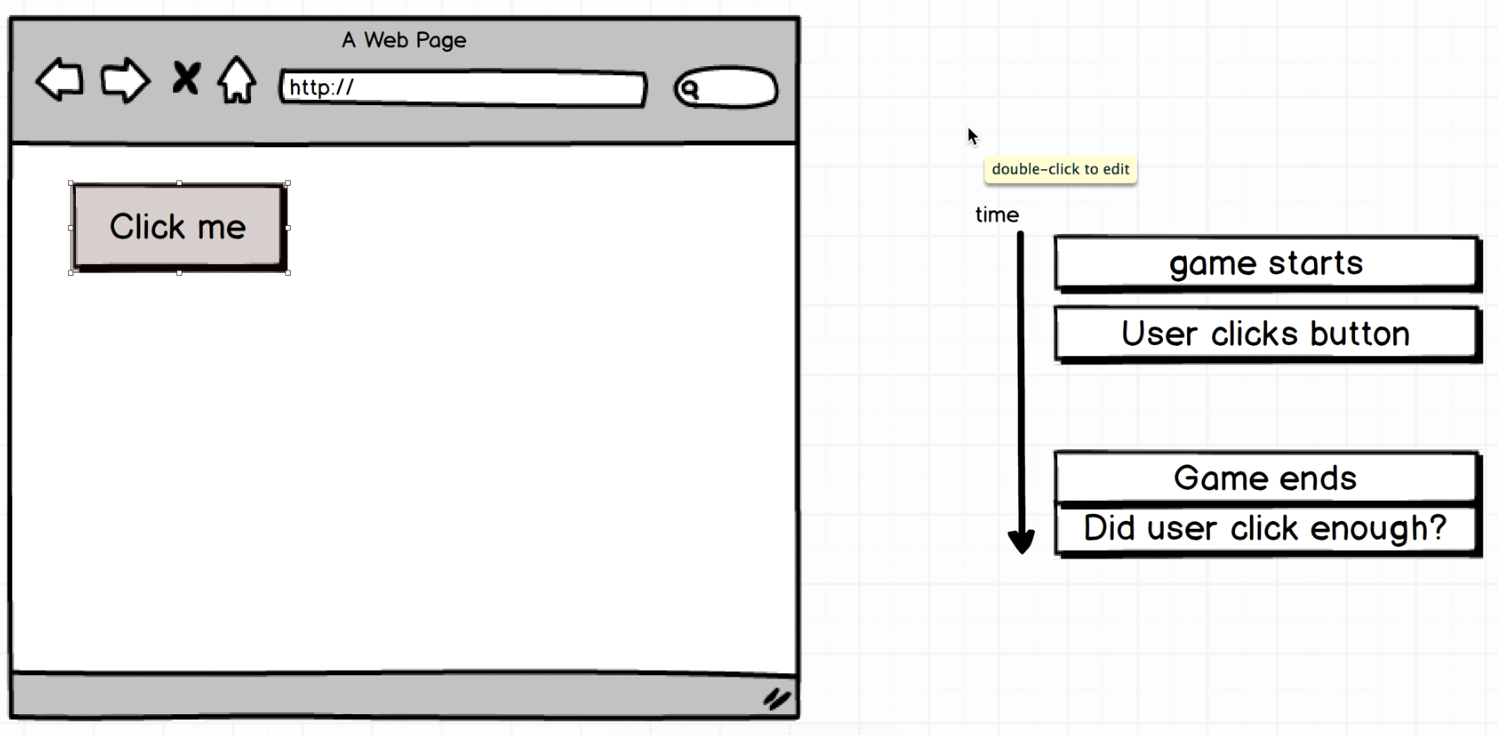 A Web Page
http://
Click me
double-click to edit
time
game starts
User clicks button
Game ends
Did user click enough?